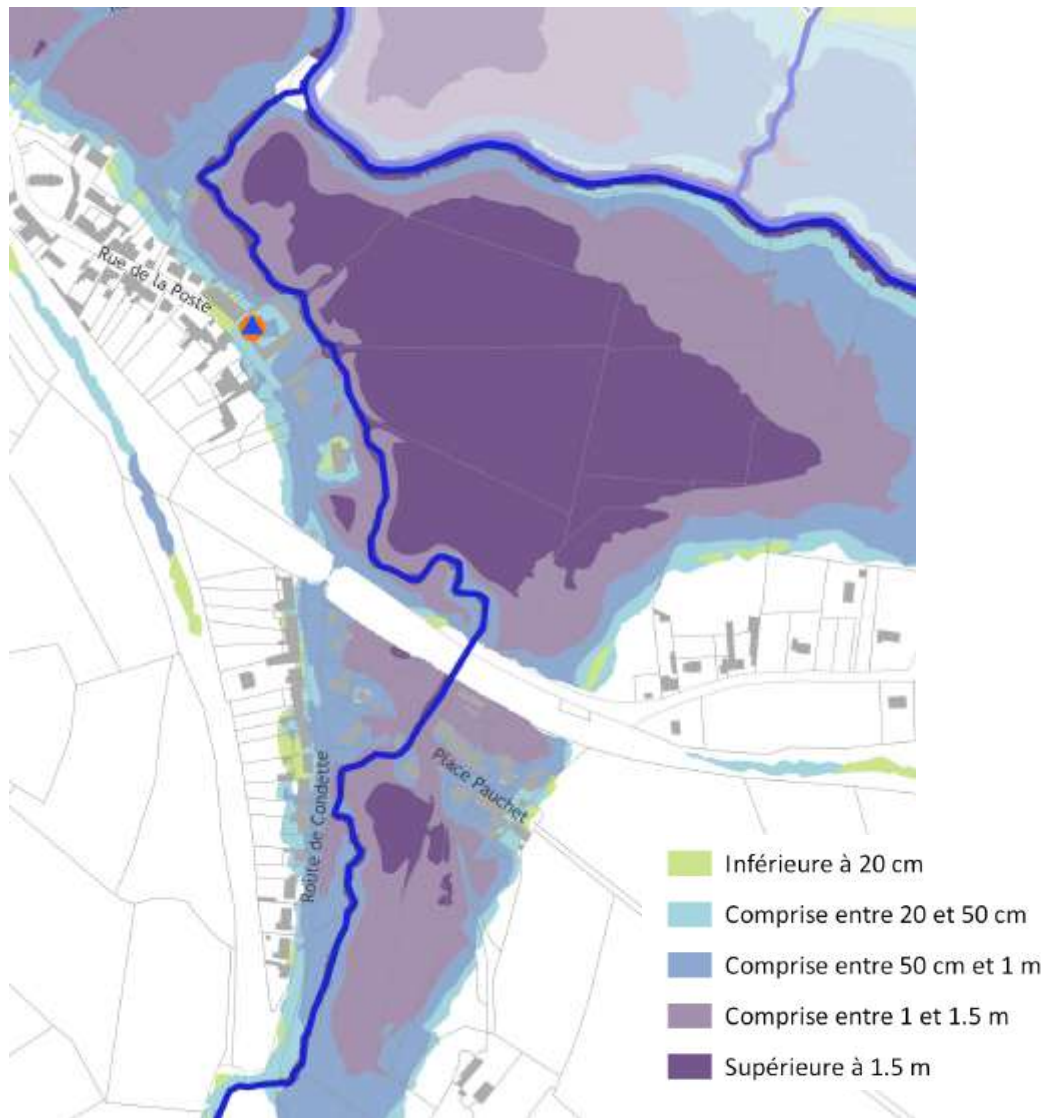 Rue de la Poste
Route de Condette
Place Pauchet
Inférieure à 20 cm
Comprise entre 20 et 50 cm
Comprise entre 50 cm et 1 m
Comprise entre 1 et 1.5 m
Supérieure à 1.5 m